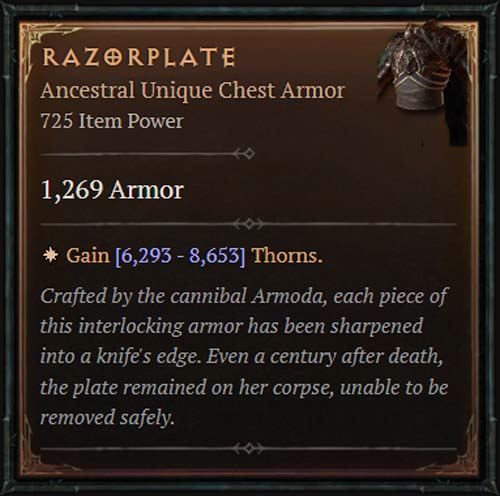 RAZORPLATE
Ancestral Unique Chest Armor
725 Item Power
1,269 Armor
Gain [6,293 - 8,653] Thorns.
Crafted by the cannibal Armoda, each piece of
this interlocking armor has been sharpened
into a knife's edge. Even a century after death,
the plate remained on her corpse, unable to be
removed safely.